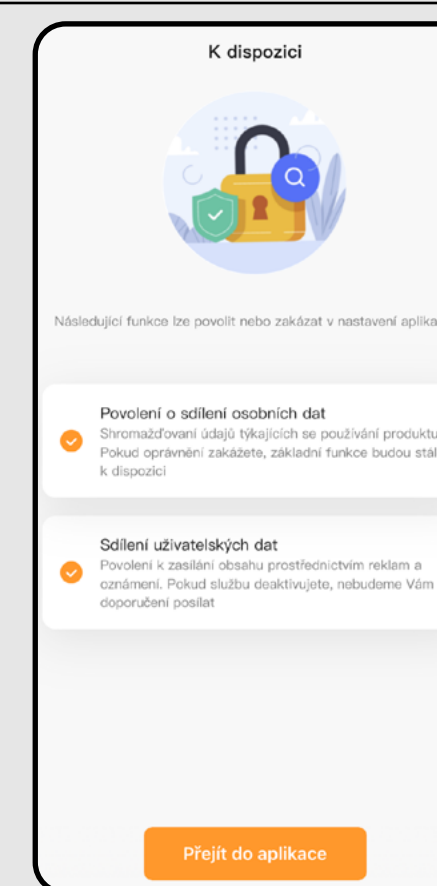 K dispozici
Následující funkce lze povolit nebo zakázat v nastavení aplika
Povolení o sdílení osobních dat
Shromažďovaní údajů týkajících se používání produktu
Pokud oprávnění zakážete, základní funkce budou stál
k dispozici
Sdílení uživatelských dat
Povolení k zasílání obsahu prostřednictvím reklam a
oznámení. Pokud službu deaktivujete, nebudeme Vám
doporučení posílat
Přejít do aplikace